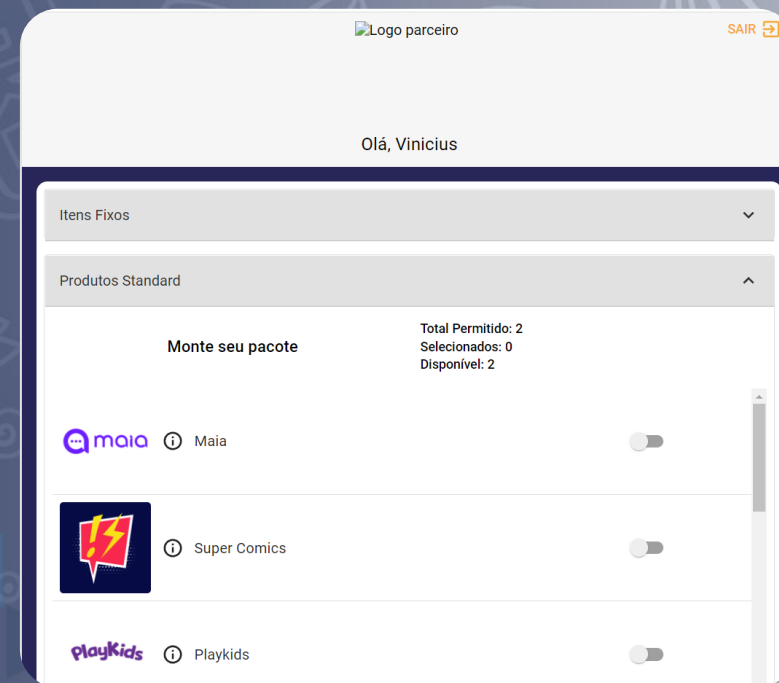 Logo parceiro
SAIR
Olá, Vinicius
Itens Fixos
Produtos Standard
Monte seu pacote
Total Permitido: 2
Selecionados: 0
Disponível: 2
maia
Maia
Super Comics
PlayKids
Playkids